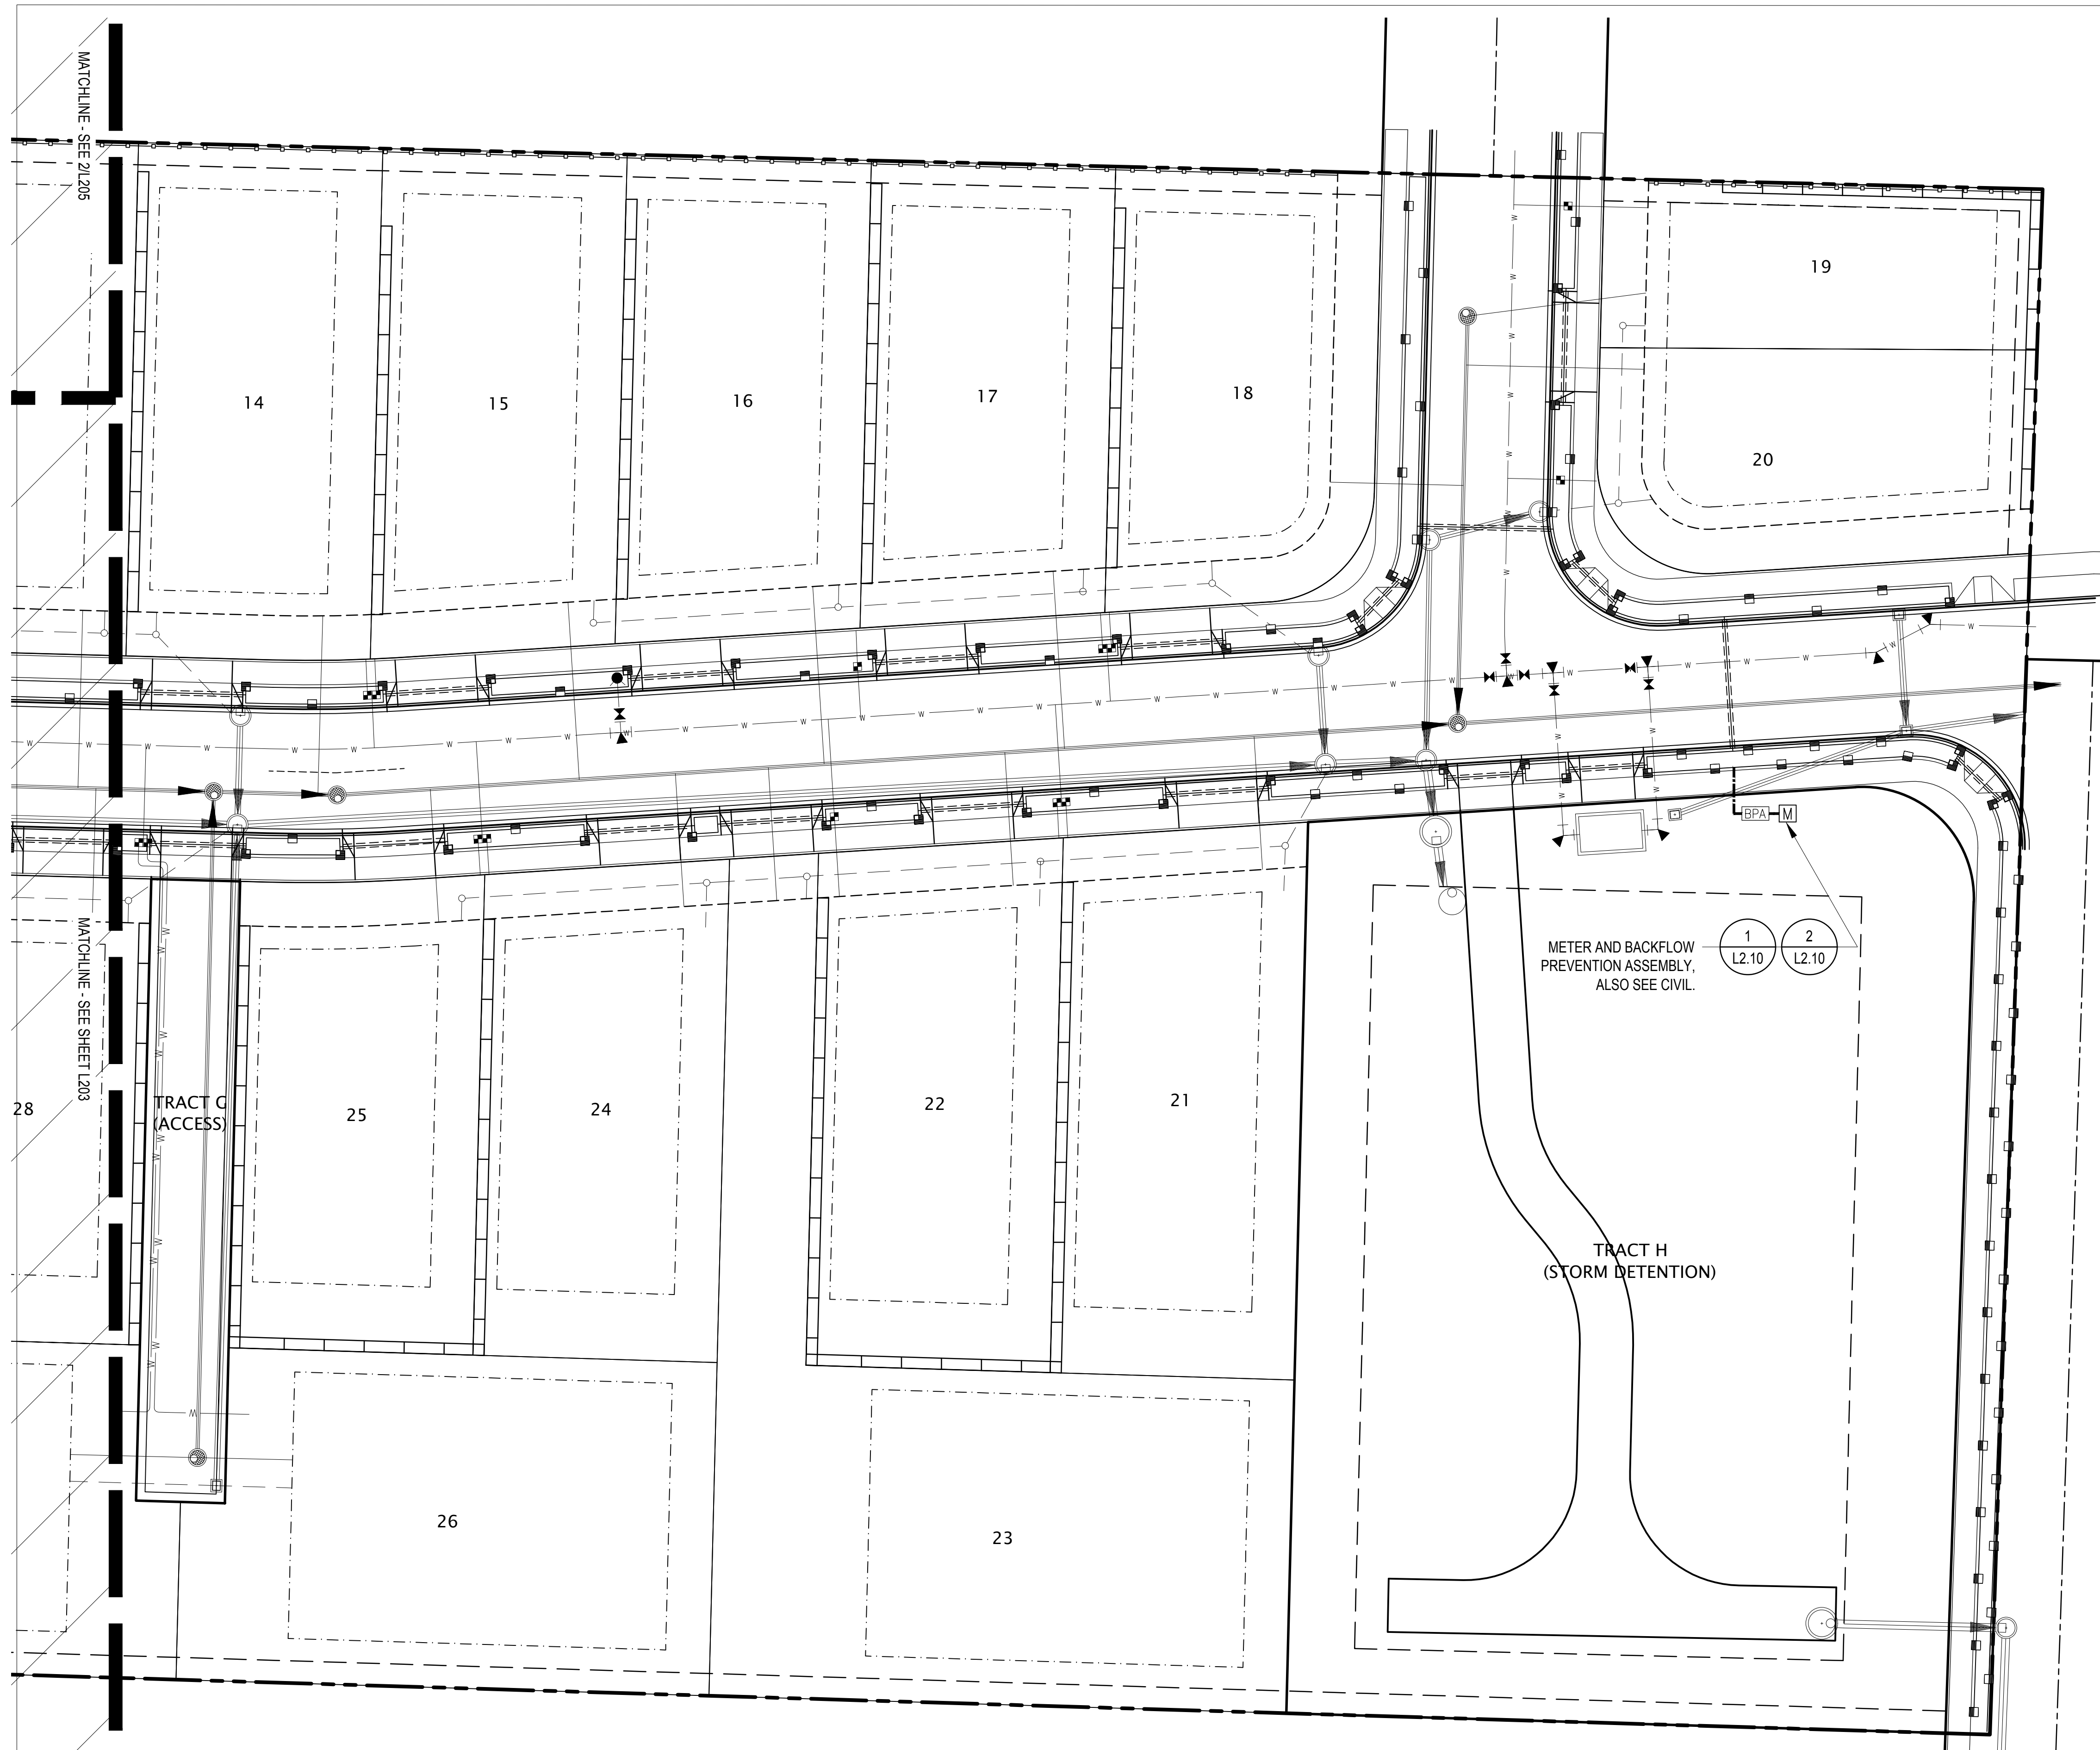 MATCHLINE - SEE 2/L205
19
14
15
16
17
18
20
BPA
M
METER AND BACKFLOW
PREVENTION ASSEMBLY,
ALSO SEE CIVIL.
1
L2.10
2
L2.10
MATCHLINE - SEE SHEET L203
28
TRACT G
(ACCESS)
25
24
22
21
TRACT H
(STORM DETENTION)
26
23
W